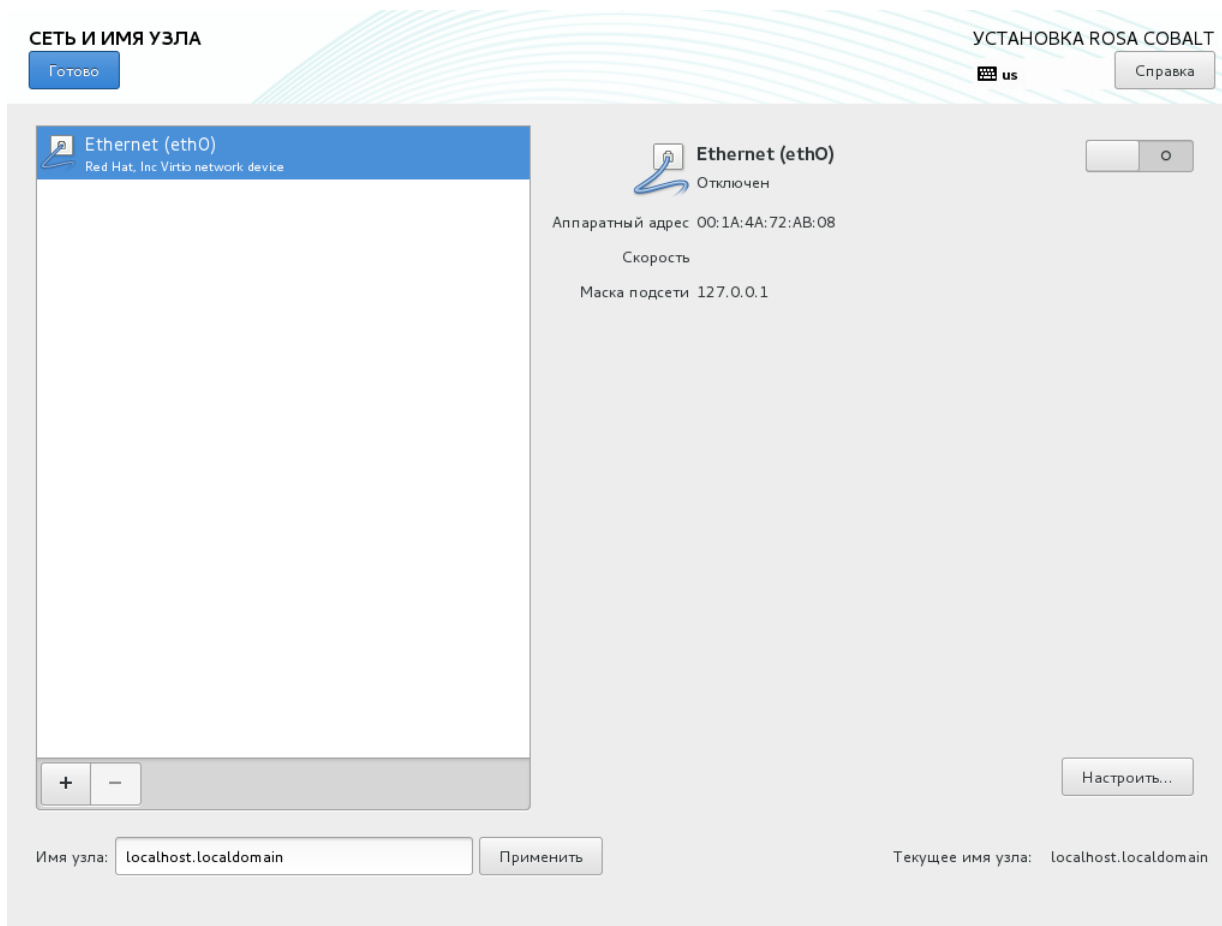 СЕТЬ И ИМЯ УЗЛА
УСТАНОВКА ROSA COBALT
Готово
us
Справка
Ethernet (eth0)
Red Hat, Inc Virtio network device
Ethernet (eth0)
Отключен
Аппаратный адрес 00:1A:4A:72:AB:08
Скорость
Маска подсети 127.0.0.1
+ −
Настроить...
Имя узла: localhost.localdomain Применить
Текущее имя узла: localhost.localdomain